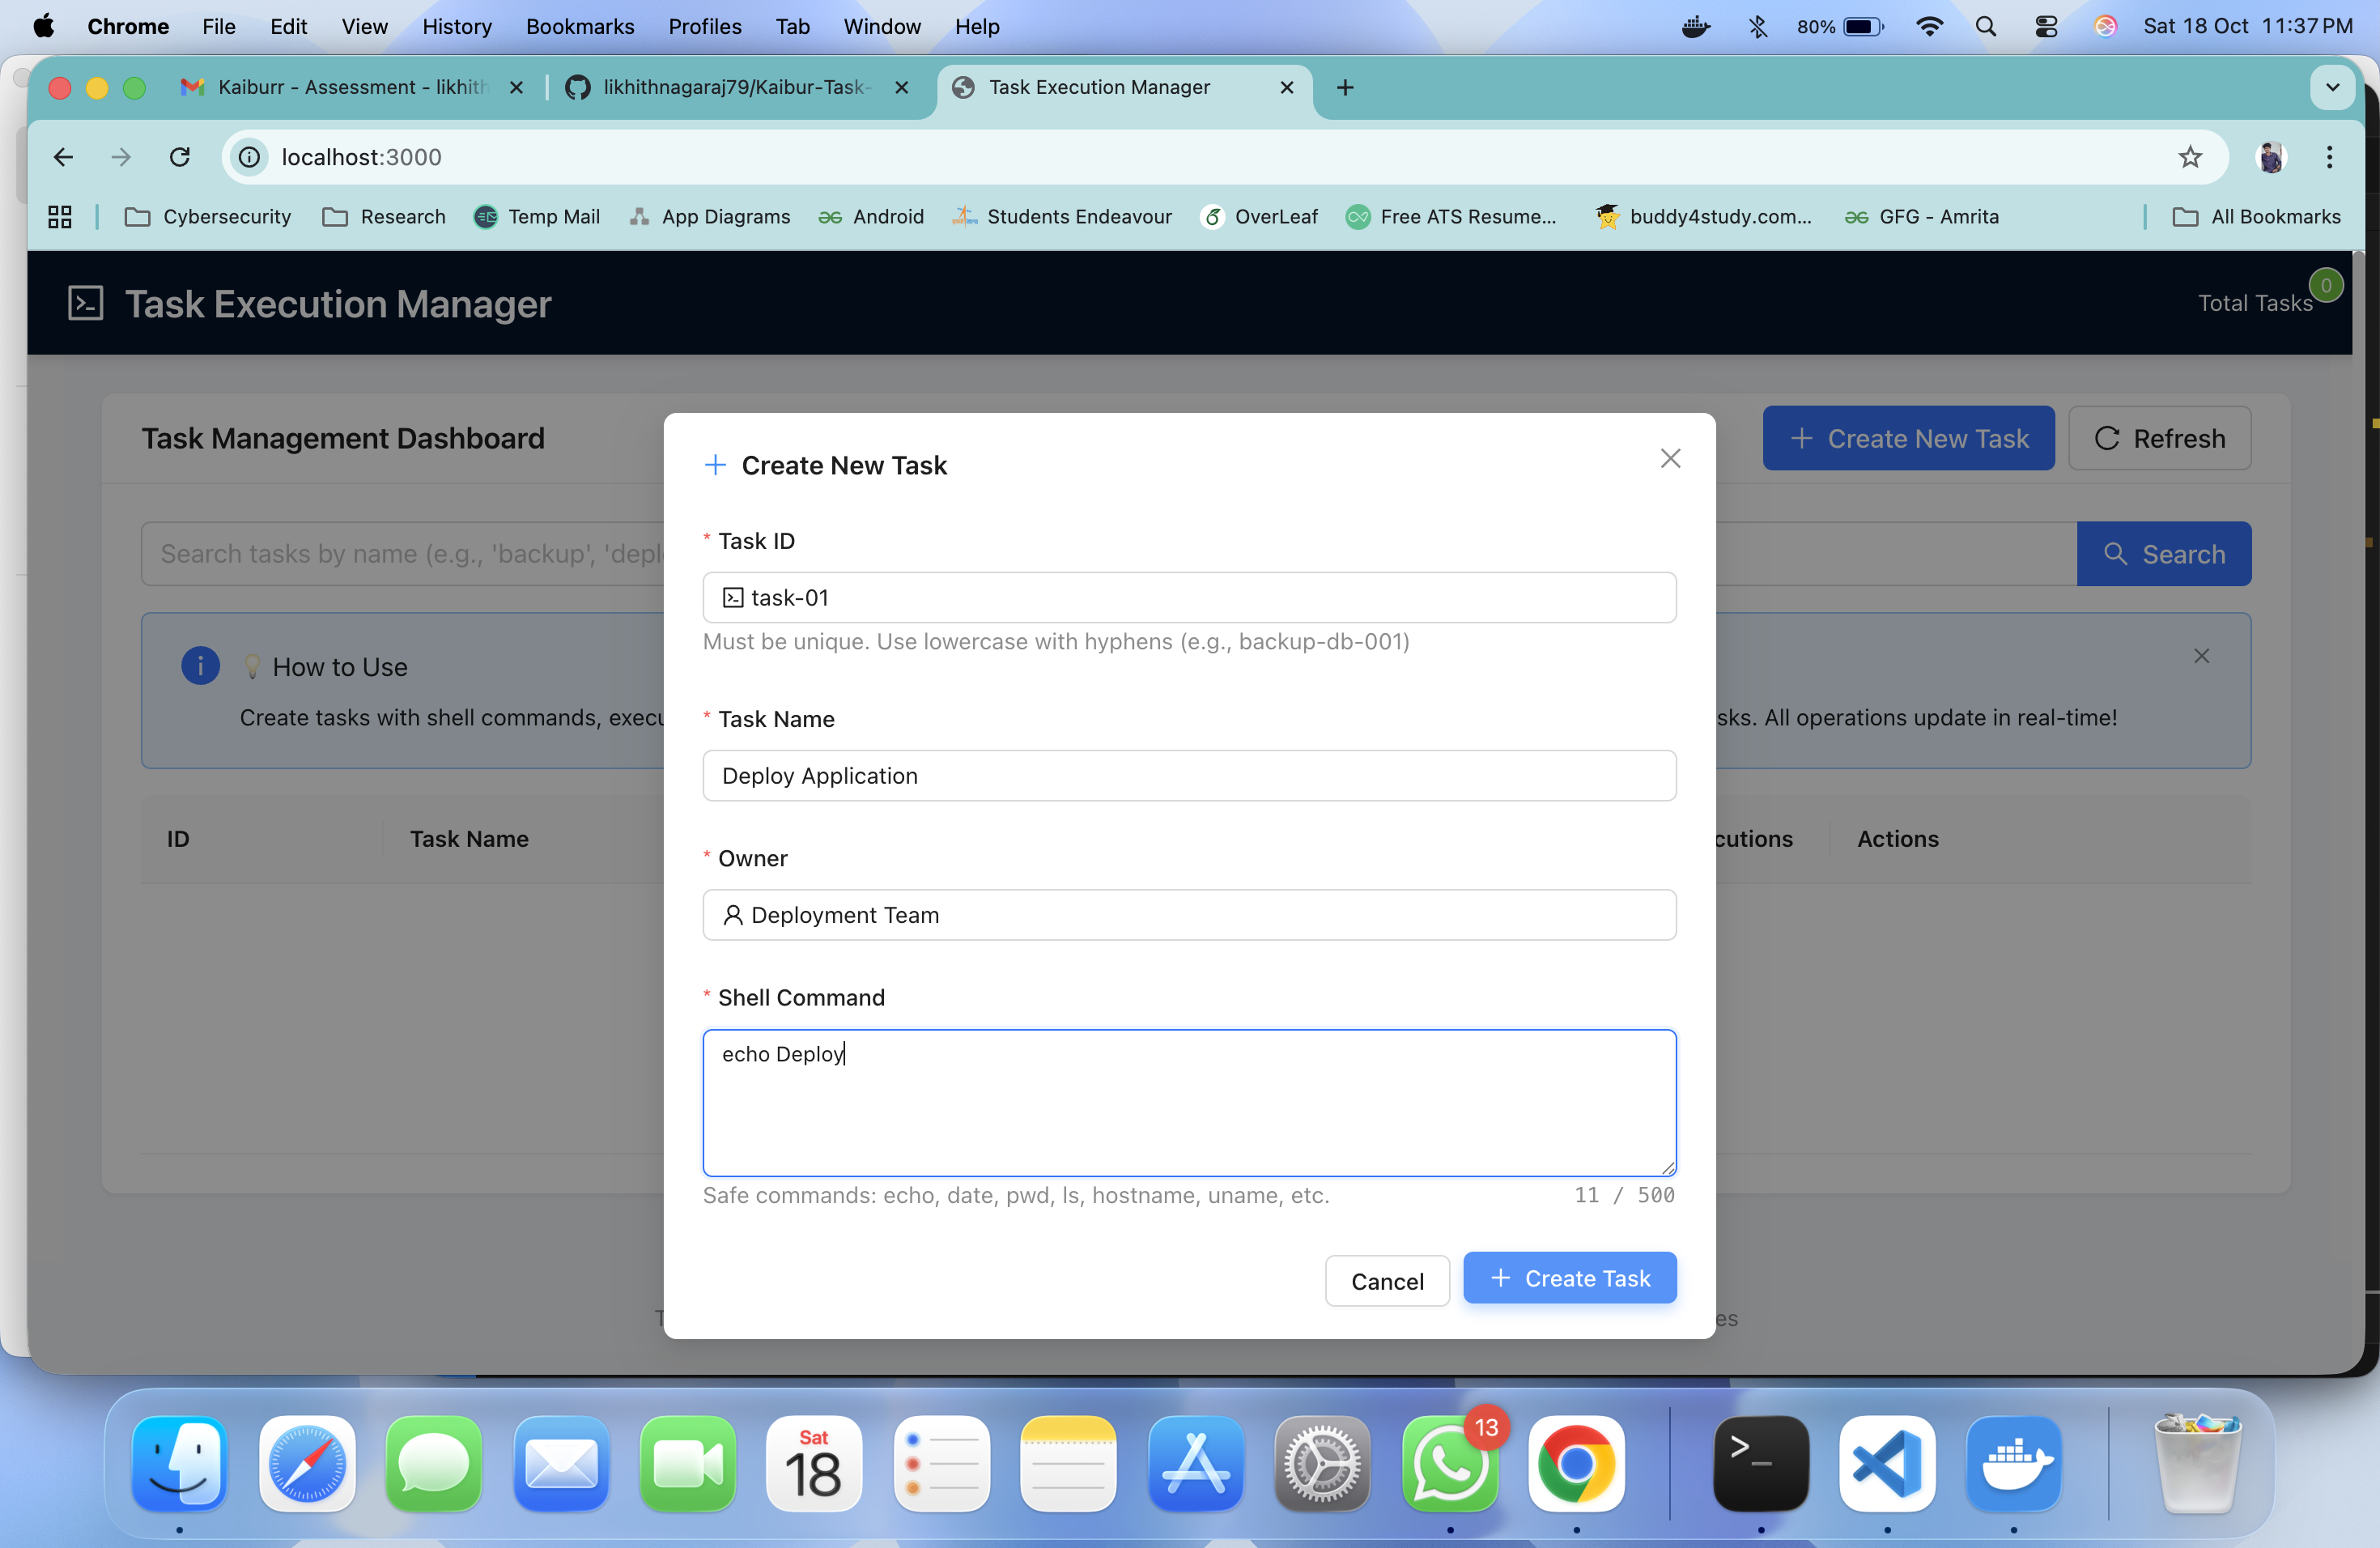 Chrome File Edit View History Bookmarks Profiles Tab Window Help 80% Sat 18 Oct 11:37 PM
Kaiburr - Assessment - likhith
likhithnagaraj79/Kaibur-Task-
Task Execution Manager
localhost:3000
Cybersecurity Research Temp Mail App Diagrams Android Students Endeavour OverLeaf Free ATS Resume... buddy4study.com... GFG - Amrita All Bookmarks
Task Execution Manager
Total Tasks 0
Task Management Dashboard
Create New Task
Refresh
Search tasks by name (e.g., 'backup', 'depl
Search
How to Use
Create tasks with shell commands, execu
sks. All operations update in real-time!
ID Task Name cutions Actions
Create New Task
* Task ID
task-01
Must be unique. Use lowercase with hyphens (e.g., backup-db-001)
* Task Name
Deploy Application
* Owner
Deployment Team
* Shell Command
echo Deploy
Safe commands: echo, date, pwd, ls, hostname, uname, etc. 11 / 500
Cancel
Create Task
T
es
Sat
18
13